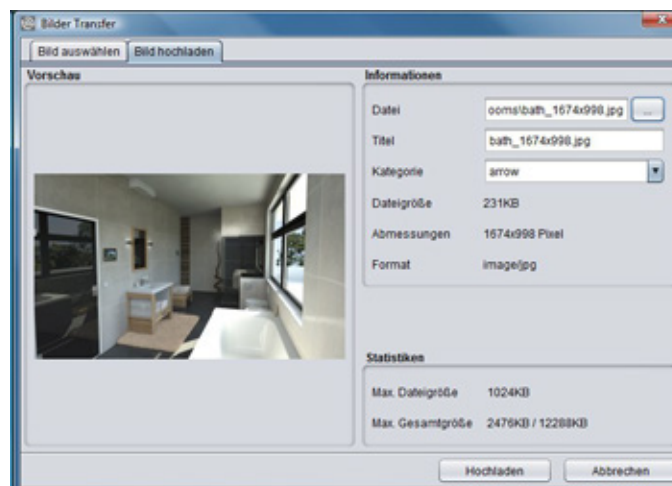 Bilder Transfer
Bild auswählen
Bild hochladen
Vorschau
Informationen
Datei
ooms\bath_1674x998.jpg
...
Titel
bath_1674x998.jpg
Kategorie
arrow
Dateigröße
231KB
Abmessungen
1674x998 Pixel
Format
image/jpg
Statistiken
Max. Dateigröße
1024KB
Max. Gesamtgröße
2476KB / 12288KB
Hochladen
Abbrechen